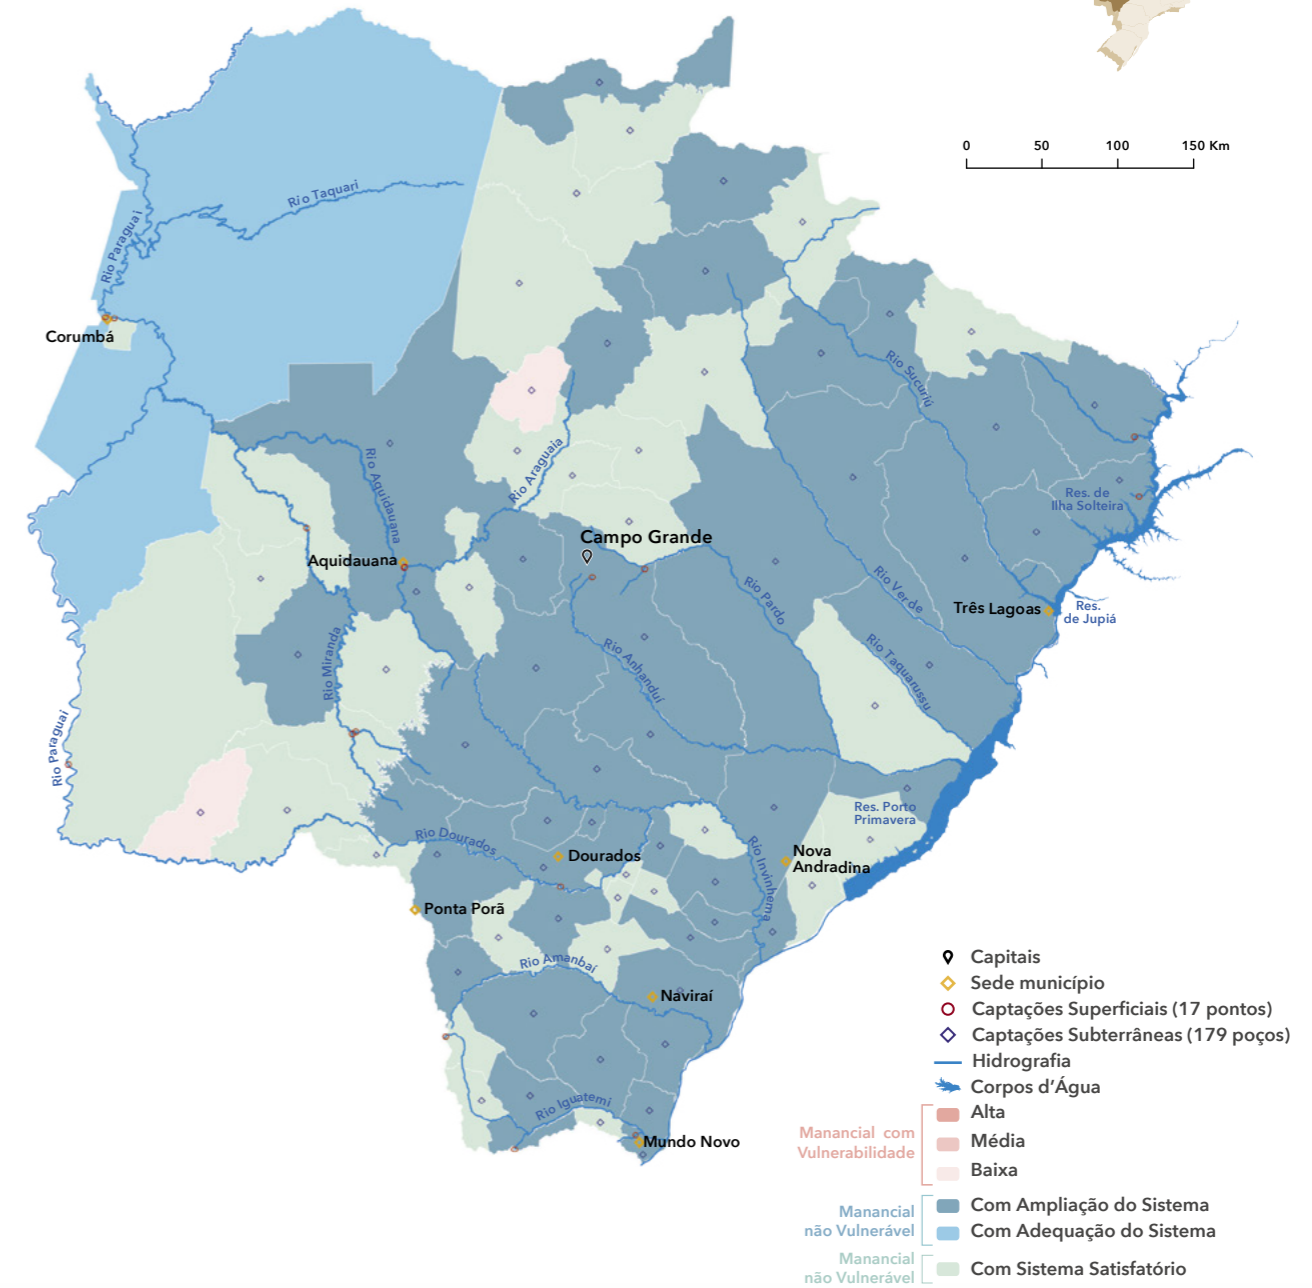 0 50 100 150 Km
Rio Taquari
Rio Paraguai
Corumbá
Rio Sucuriú
Rio Aquidauana
Rio Araguaia
Res. de
Ilha Solteira
Campo Grande
Aquidauana
Rio Pardo
Rio Verde
Três Lagoas
Res.
de Jupiá
Rio Miranda
Rio Anhanduí
Rio Taquarussu
Rio Paraguai
Res. Porto
Primavera
Rio Dourados
Dourados
Rio Invinhema
Nova
Andradina
Ponta Porã
Rio Amanbaí
Naviraí
Rio Iguatemi
Mundo Novo
Capitais
Sede município
Captações Superficiais (17 pontos)
Captações Subterrâneas (179 poços)
Hidrografia
Corpos d'Água
Manancial com
Vulnerabilidade
Alta
Média
Baixa
Manancial
não Vulnerável
Com Ampliação do Sistema
Com Adequação do Sistema
Manancial
não Vulnerável
Com Sistema Satisfatório